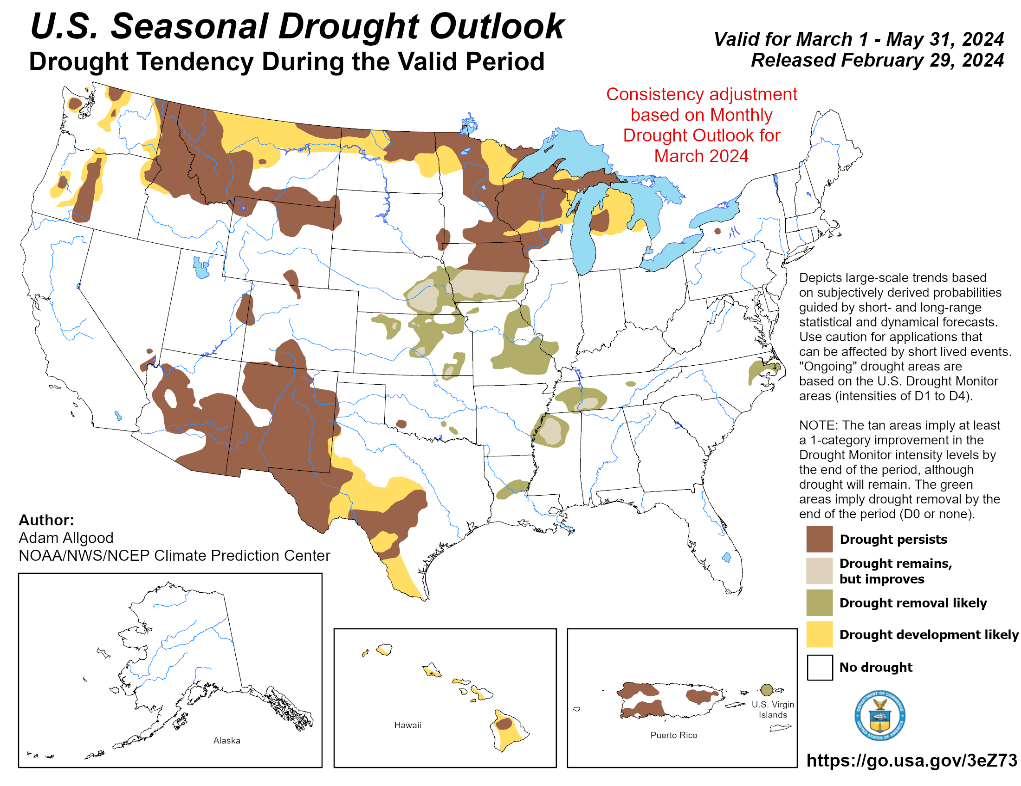 U.S. Seasonal Drought Outlook
Drought Tendency During the Valid Period
Valid for March 1 - May 31, 2024
Released February 29, 2024
Consistency adjustment
based on Monthly
Drought Outlook for
March 2024
Depicts large-scale trends based
on subjectively derived probabilities
guided by short- and long-range
statistical and dynamical forecasts.
Use caution for applications that
can be affected by short lived events.
"Ongoing" drought areas are
based on the U.S. Drought Monitor
areas (intensities of D1 to D4).
NOTE: The tan areas imply at least
a 1-category improvement in the
Drought Monitor intensity levels by
the end of the period, although
drought will remain. The green
areas imply drought removal by the
end of the period (D0 or none).
Author:
Adam Allgood
NOAA/NWS/NCEP Climate Prediction Center
Drought persists
Drought remains,
but improves
Drought removal likely
Drought development likely
No drought
Alaska
Hawaii
Puerto Rico
U.S. Virgin
Islands
https://go.usa.gov/3eZ73